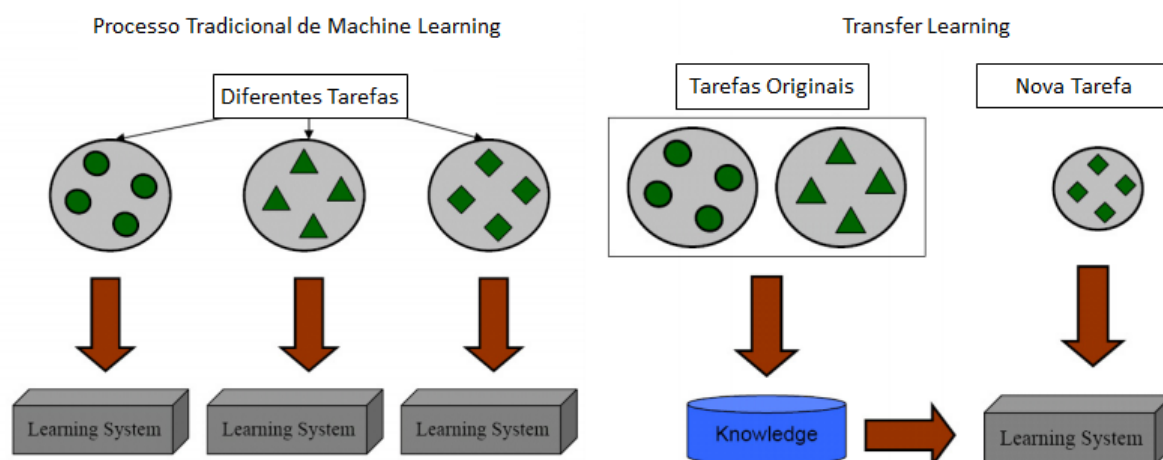 Processo Tradicional de Machine Learning
Diferentes Tarefas
Learning System
Learning System
Learning System
Transfer Learning
Tarefas Originais
Nova Tarefa
Knowledge
Learning System